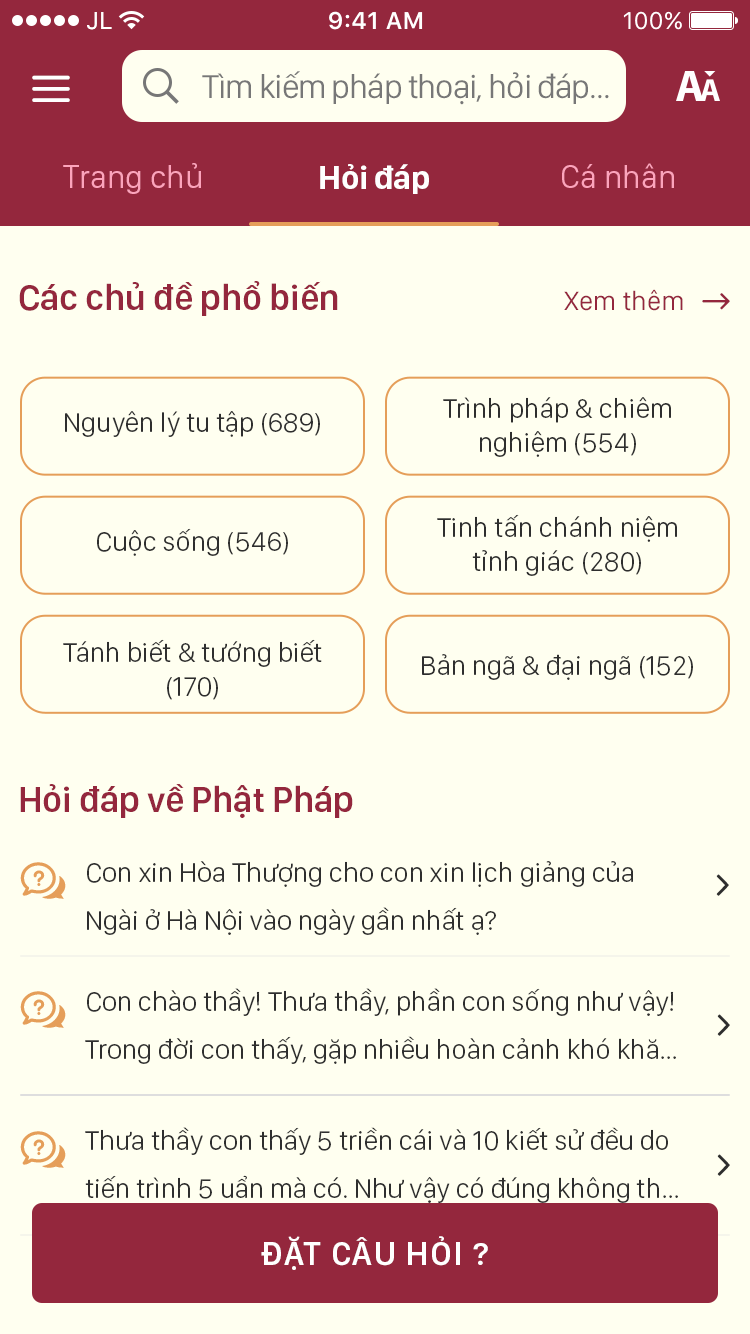 JL 9:41 AM 100%
Tìm kiếm pháp thoại, hỏi đáp...
AA
Trang chủ Hỏi đáp Cá nhân
Các chủ đề phổ biến Xem thêm
Nguyên lý tu tập (689)
Trình pháp & chiêm
nghiệm (554)
Cuộc sống (546)
Tinh tấn chánh niệm
tỉnh giác (280)
Tánh biết & tướng biết
(170)
Bản ngã & đại ngã (152)
Hỏi đáp về Phật Pháp
Con xin Hòa Thượng cho con xin lịch giảng của
Ngài ở Hà Nội vào ngày gần nhất ạ?
Con chào thầy! Thưa thầy, phần con sống như vậy!
Trong đời con thấy, gặp nhiều hoàn cảnh khó khă...
Thưa thầy con thấy 5 triền cái và 10 kiết sử đều do
tiến trình 5 uẩn mà có. Như vậy có đúng không th...
ĐẶT CÂU HỎI ?